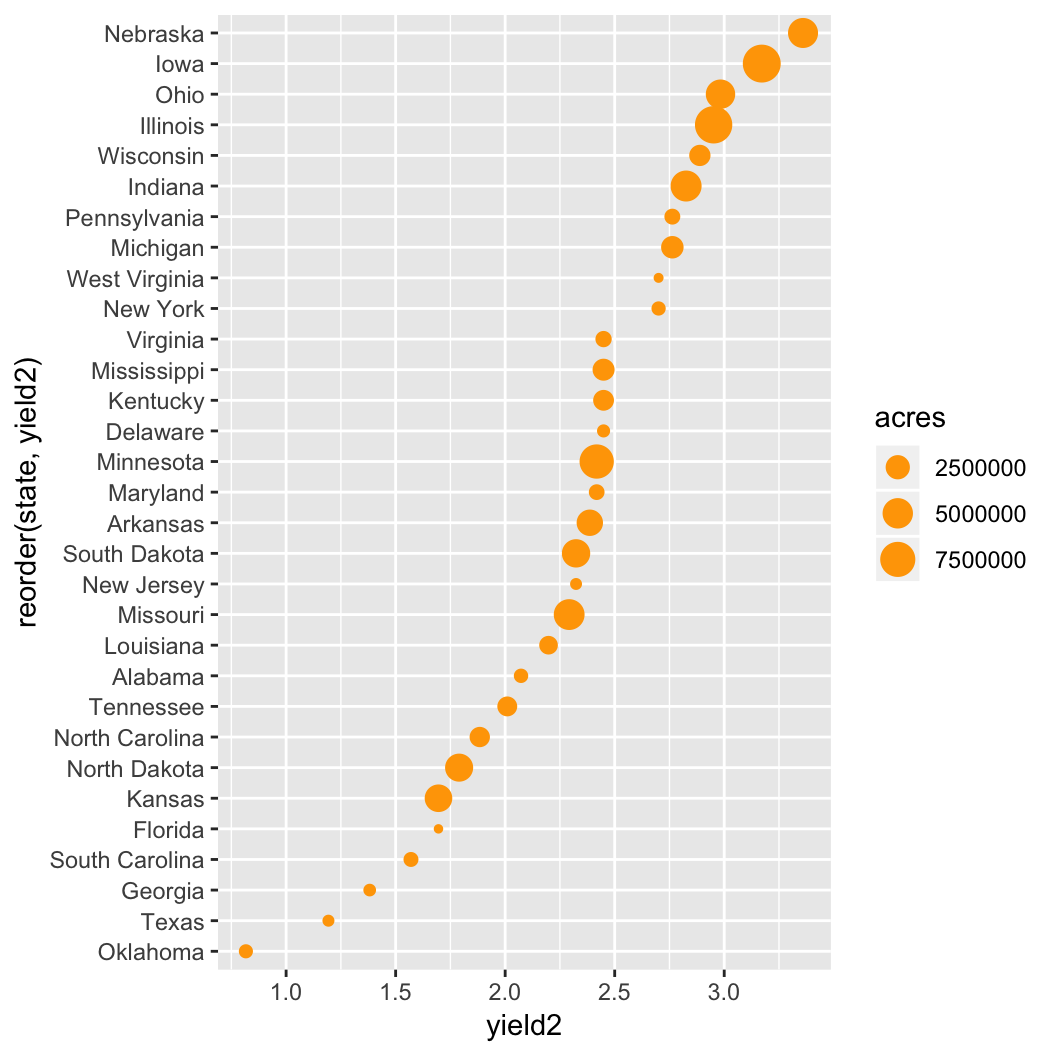 Nebraska
Iowa
Ohio
Illinois
Wisconsin
Indiana
Pennsylvania
Michigan
West Virginia
New York
Virginia
Mississippi
Kentucky
Delaware
Minnesota
Maryland
Arkansas
South Dakota
New Jersey
Missouri
Louisiana
Alabama
Tennessee
North Carolina
North Dakota
Kansas
Florida
South Carolina
Georgia
Texas
Oklahoma
reorder(state, yield2)
1.0 1.5 2.0 2.5 3.0
yield2
acres
2500000
5000000
7500000